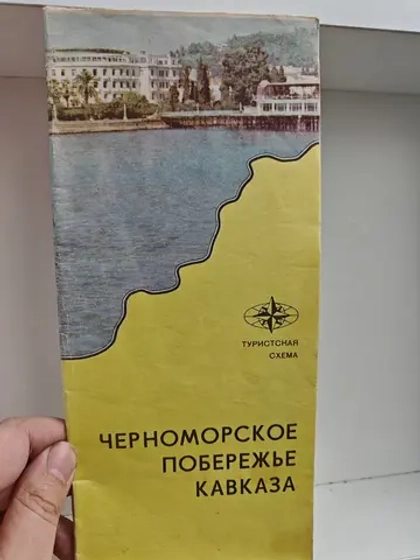 ТУРИСТСКАЯ
СХЕМА
ЧЕРНОМОРСКОЕ
ПОБЕРЕЖЬЕ
КАВКАЗА